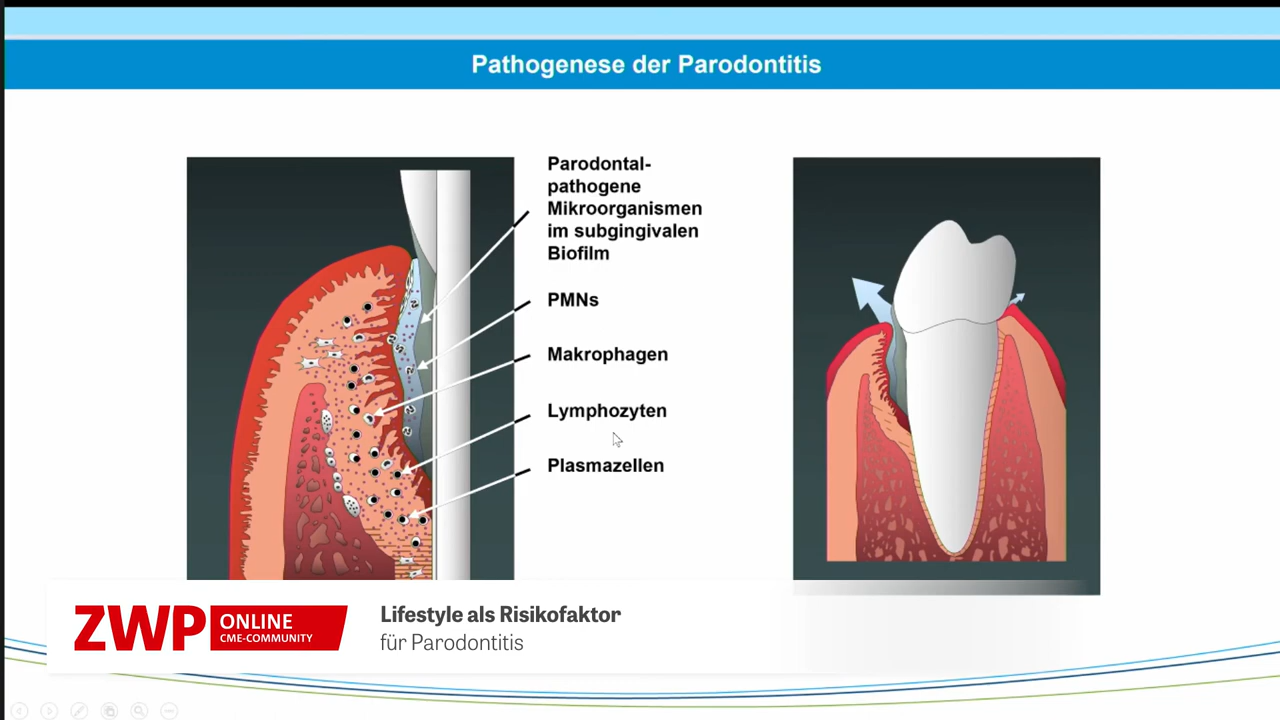 Pathogenese der Parodontitis
Parodontal-
pathogene
Mikroorganismen
im subgingivalen
Biofilm
PMNs
Makrophagen
Lymphozyten
Plasmazellen
ZWP ONLINE
CME-COMMUNITY
Lifestyle als Risikofaktor
für Parodontitis